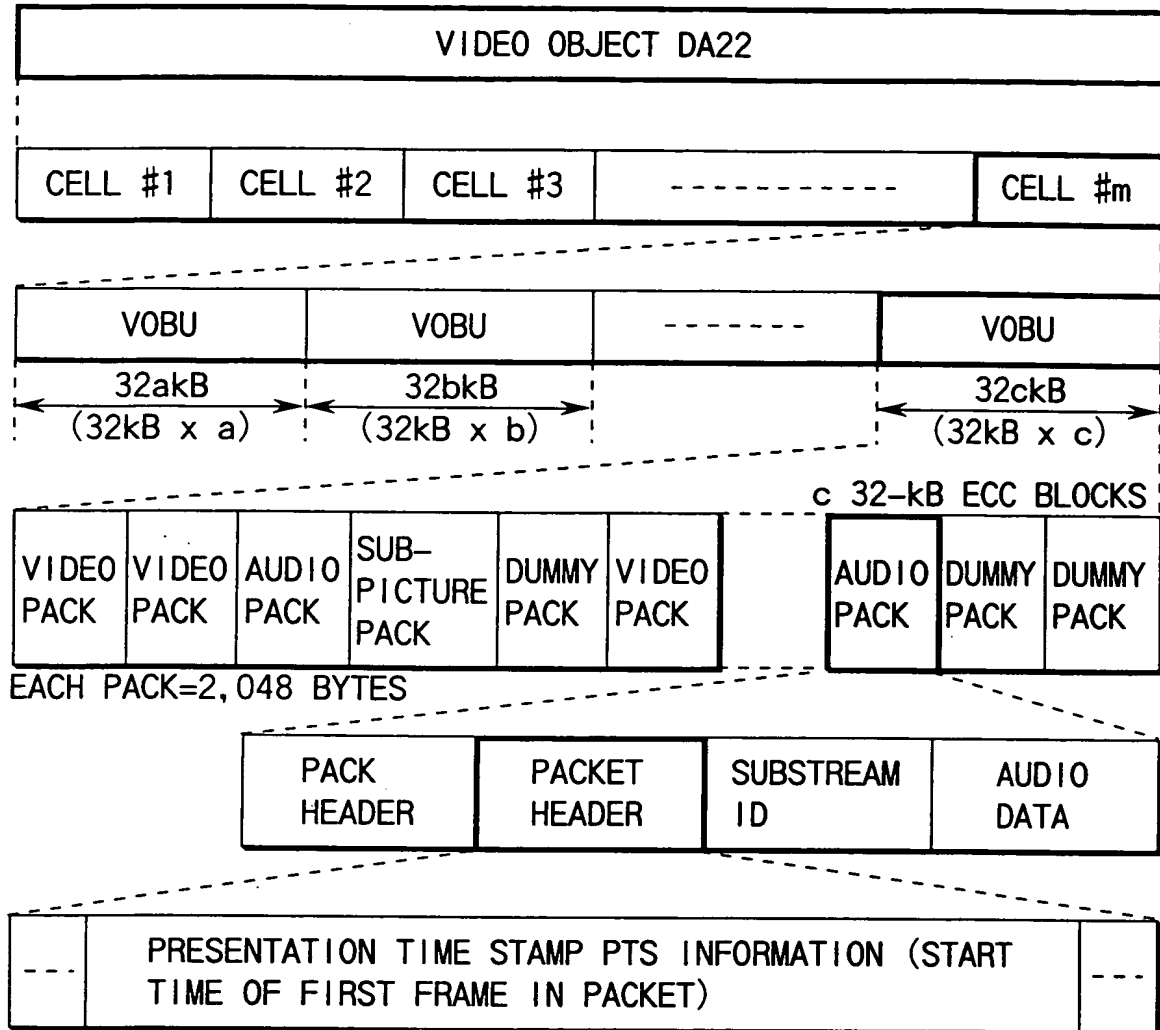 VIDEO OBJECT DA22
CELL #1 CELL #2 CELL #3 CELL #m
VOBU VOBU VOBU
32akB 32bkB 32ckB
(32kB x a) (32kB x b) (32kB x c)
c 32-kB ECC BLOCKS
VIDEO PACK
VIDEO PACK
AUDIO PACK
SUB-
PICTURE
PACK
DUMMY PACK
VIDEO PACK
AUDIO PACK
DUMMY PACK
DUMMY PACK
EACH PACK=2,048 BYTES
PACK
HEADER
PACKET
HEADER
SUBSTREAM
ID
AUDIO
DATA
PRESENTATION TIME STAMP PTS INFORMATION (START
TIME OF FIRST FRAME IN PACKET)